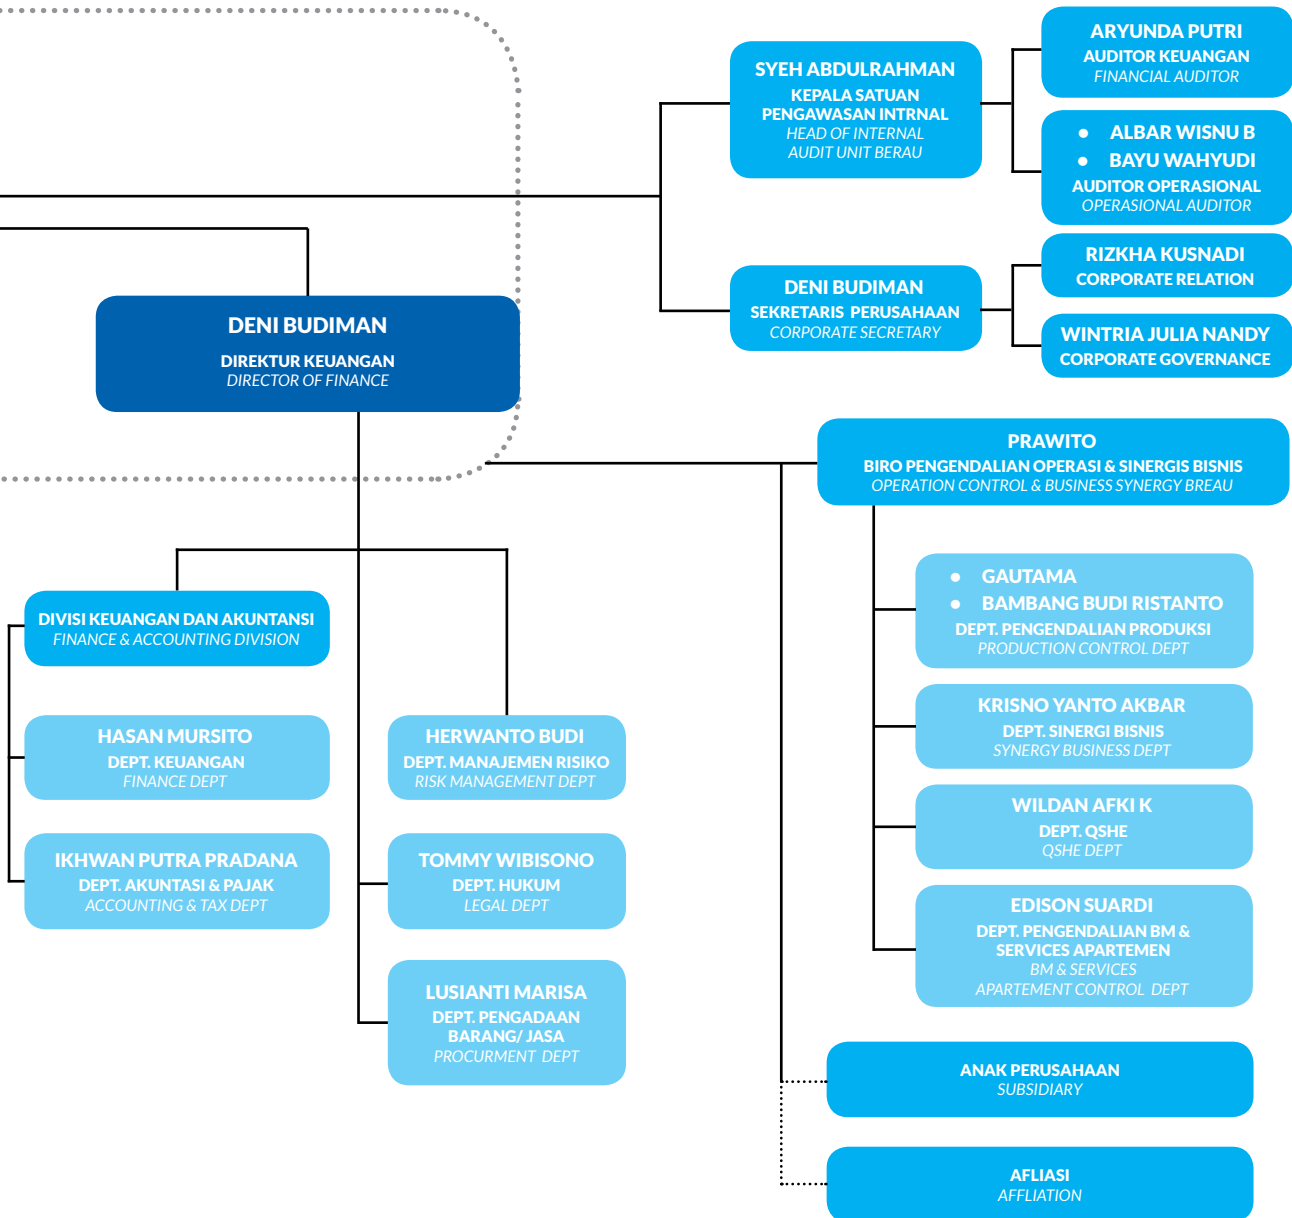 ARYUNDA PUTRI
AUDITOR KEUANGAN
FINANCIAL AUDITOR
SYEH ABDULRAHMAN
KEPALA SATUAN
PENGAWASAN INTRNAL
HEAD OF INTERNAL
AUDIT UNIT BERAU
● ALBAR WISNU B
● BAYU WAHYUDI
AUDITOR OPERASIONAL
OPERASIONAL AUDITOR
RIZKHA KUSNADI
CORPORATE RELATION
DENI BUDIMAN
SEKRETARIS PERUSAHAAN
CORPORATE SECRETARY
WINTRIA JULIA NANDY
CORPORATE GOVERNANCE
DENI BUDIMAN
DIREKTUR KEUANGAN
DIRECTOR OF FINANCE
PRAWITO
BIRO PENGENDALIAN OPERASI & SINERGIS BISNIS
OPERATION CONTROL & BUSINESS SYNERGY BREAU
DIVISI KEUANGAN DAN AKUNTANSI
FINANCE & ACCOUNTING DIVISION
HASAN MURSITO
DEPT. KEUANGAN
FINANCE DEPT
IKHWAN PUTRA PRADANA
DEPT. AKUNTASI & PAJAK
ACCOUNTING & TAX DEPT
HERWANTO BUDI
DEPT. MANAJEMEN RISIKO
RISK MANAGEMENT DEPT
TOMMY WIBISONO
DEPT. HUKUM
LEGAL DEPT
LUSIANTI MARISA
DEPT. PENGADAAN
BARANG/ JASA
PROCURMENT DEPT
● GAUTAMA
● BAMBANG BUDI RISTANTO
DEPT. PENGENDALIAN PRODUKSI
PRODUCTION CONTROL DEPT
KRISNO YANTO AKBAR
DEPT. SINERGI BISNIS
SYNERGY BUSINESS DEPT
WILDAN AFKI K
DEPT. QSHE
QSHE DEPT
EDISON SUARDI
DEPT. PENGENDALIAN BM &
SERVICES APARTEMEN
BM & SERVICES
APARTEMENT CONTROL DEPT
ANAK PERUSAHAAN
SUBSIDIARY
AFLIASI
AFFLIATION